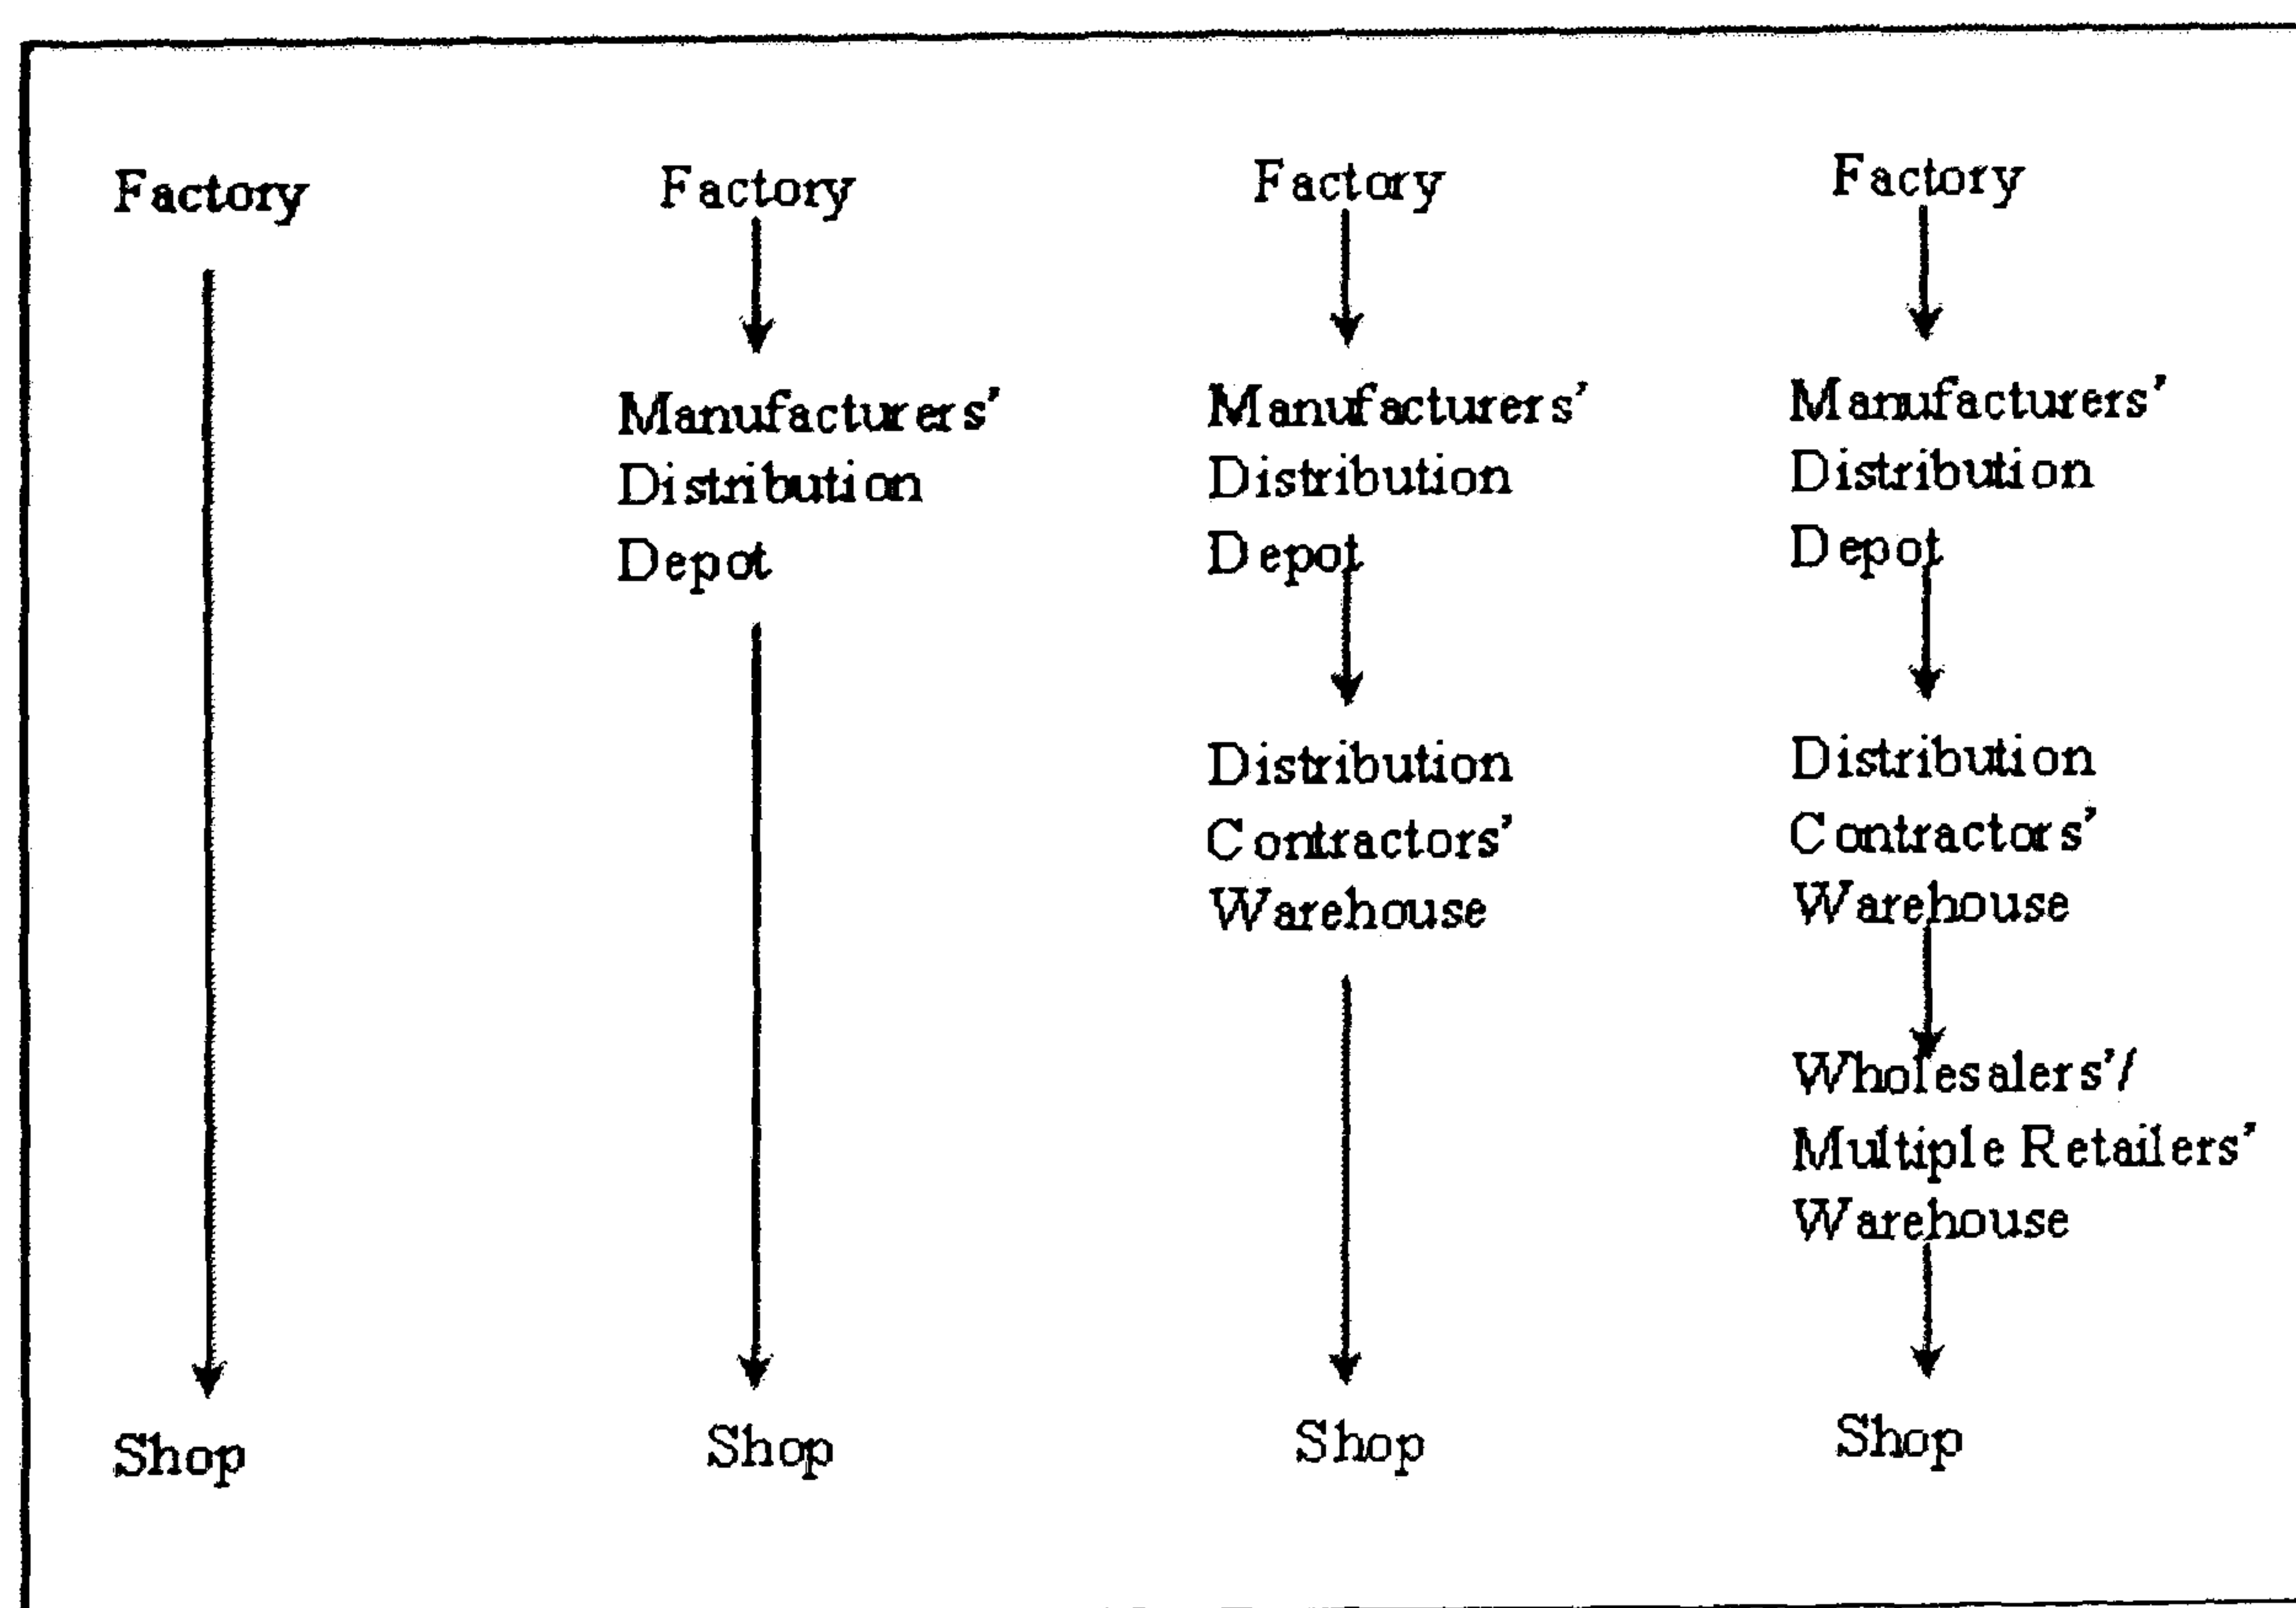 Factory
Shop
Factory
Manufacturers’
Distribution
Depot
Shop
Factory
Manufacturers’
Distribution
Depot
Distribution
Contractors’
Warehouse
Shop
Factory
Manufacturers’
Distribution
Depot
Distribution
Contractors’
Warehouse
Wholesalers’/
Multiple Retailers’
Warehouse
Shop